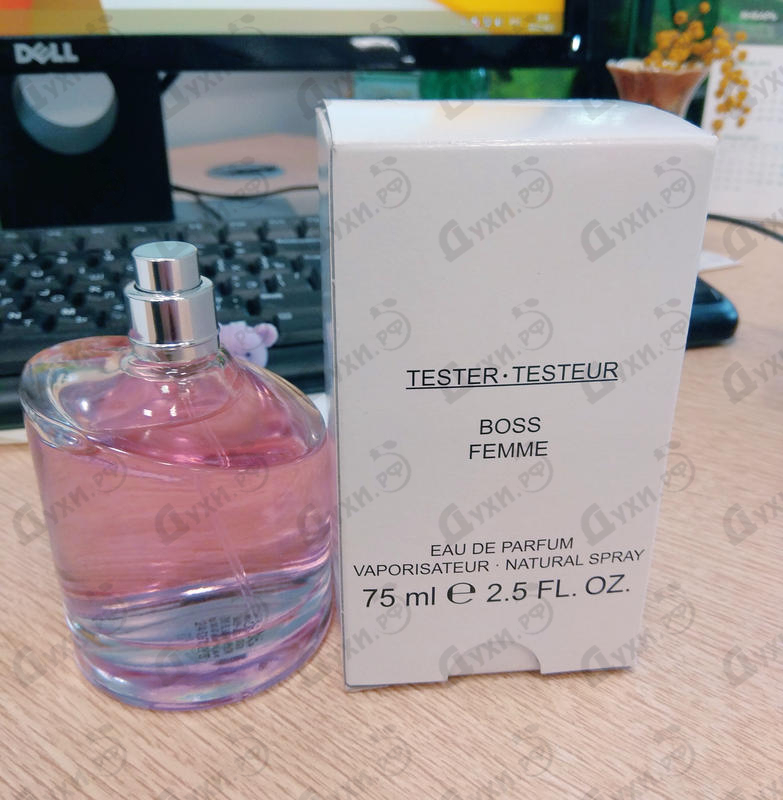 DELL
TESTER·TESTEUR
BOSS
FEMME
EAU DE PARFUM
VAPORISATEUR · NATURAL SPRAY
75 ml ℮ 2.5 FL. OZ.
Духи.рф